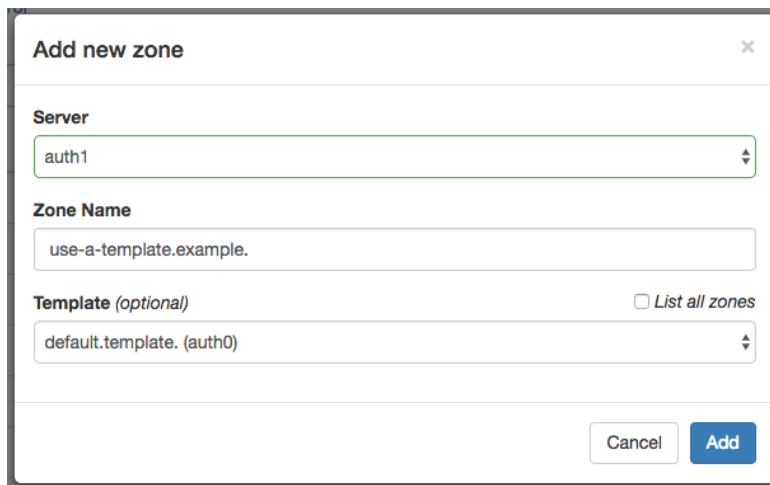 Add new zone
×
Server
auth1
Zone Name
use-a-template.example.
Template (optional)
List all zones
default.template. (auth0)
Cancel
Add